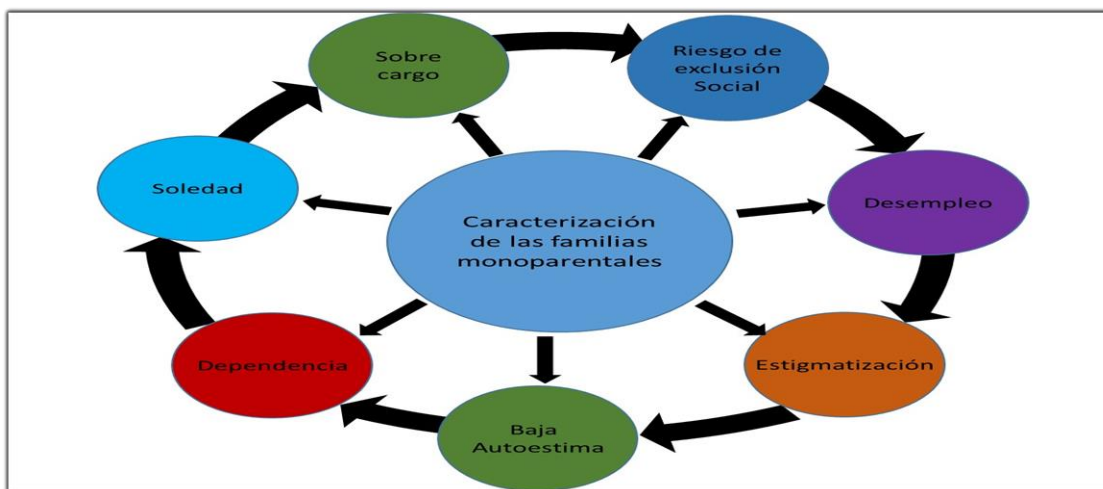 Sobre
cargo
Riesgo de
exclusión
Social
Soledad
Desempleo
Caracterización
de las familias
monoparentales
Dependencia
Estigmatización
Baja
Autoestima